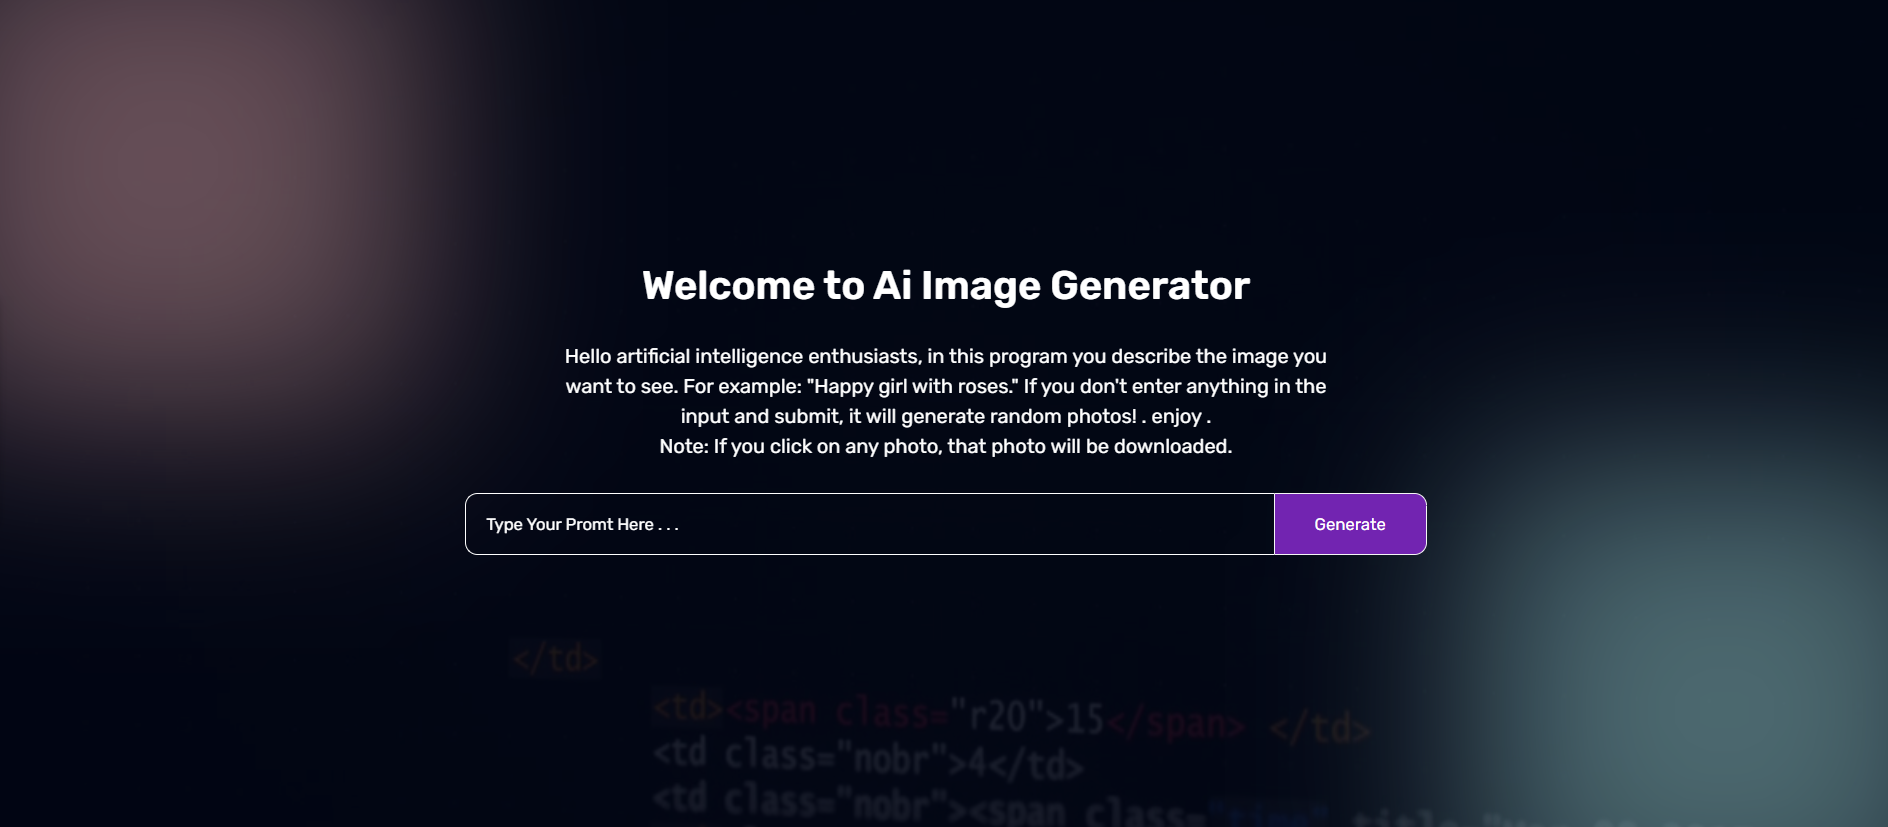 Welcome to Ai Image Generator
Hello artificial intelligence enthusiasts, in this program you describe the image you
want to see. For example: "Happy girl with roses." If you don't enter anything in the
input and submit, it will generate random photos! . enjoy .
Note: If you click on any photo, that photo will be downloaded.
Type Your Promt Here . . .
Generate
</td>
<td><span class="r20">15</span> </td>
<td class="nobr">4</td>
<td class="nobr"><span class="time" title=